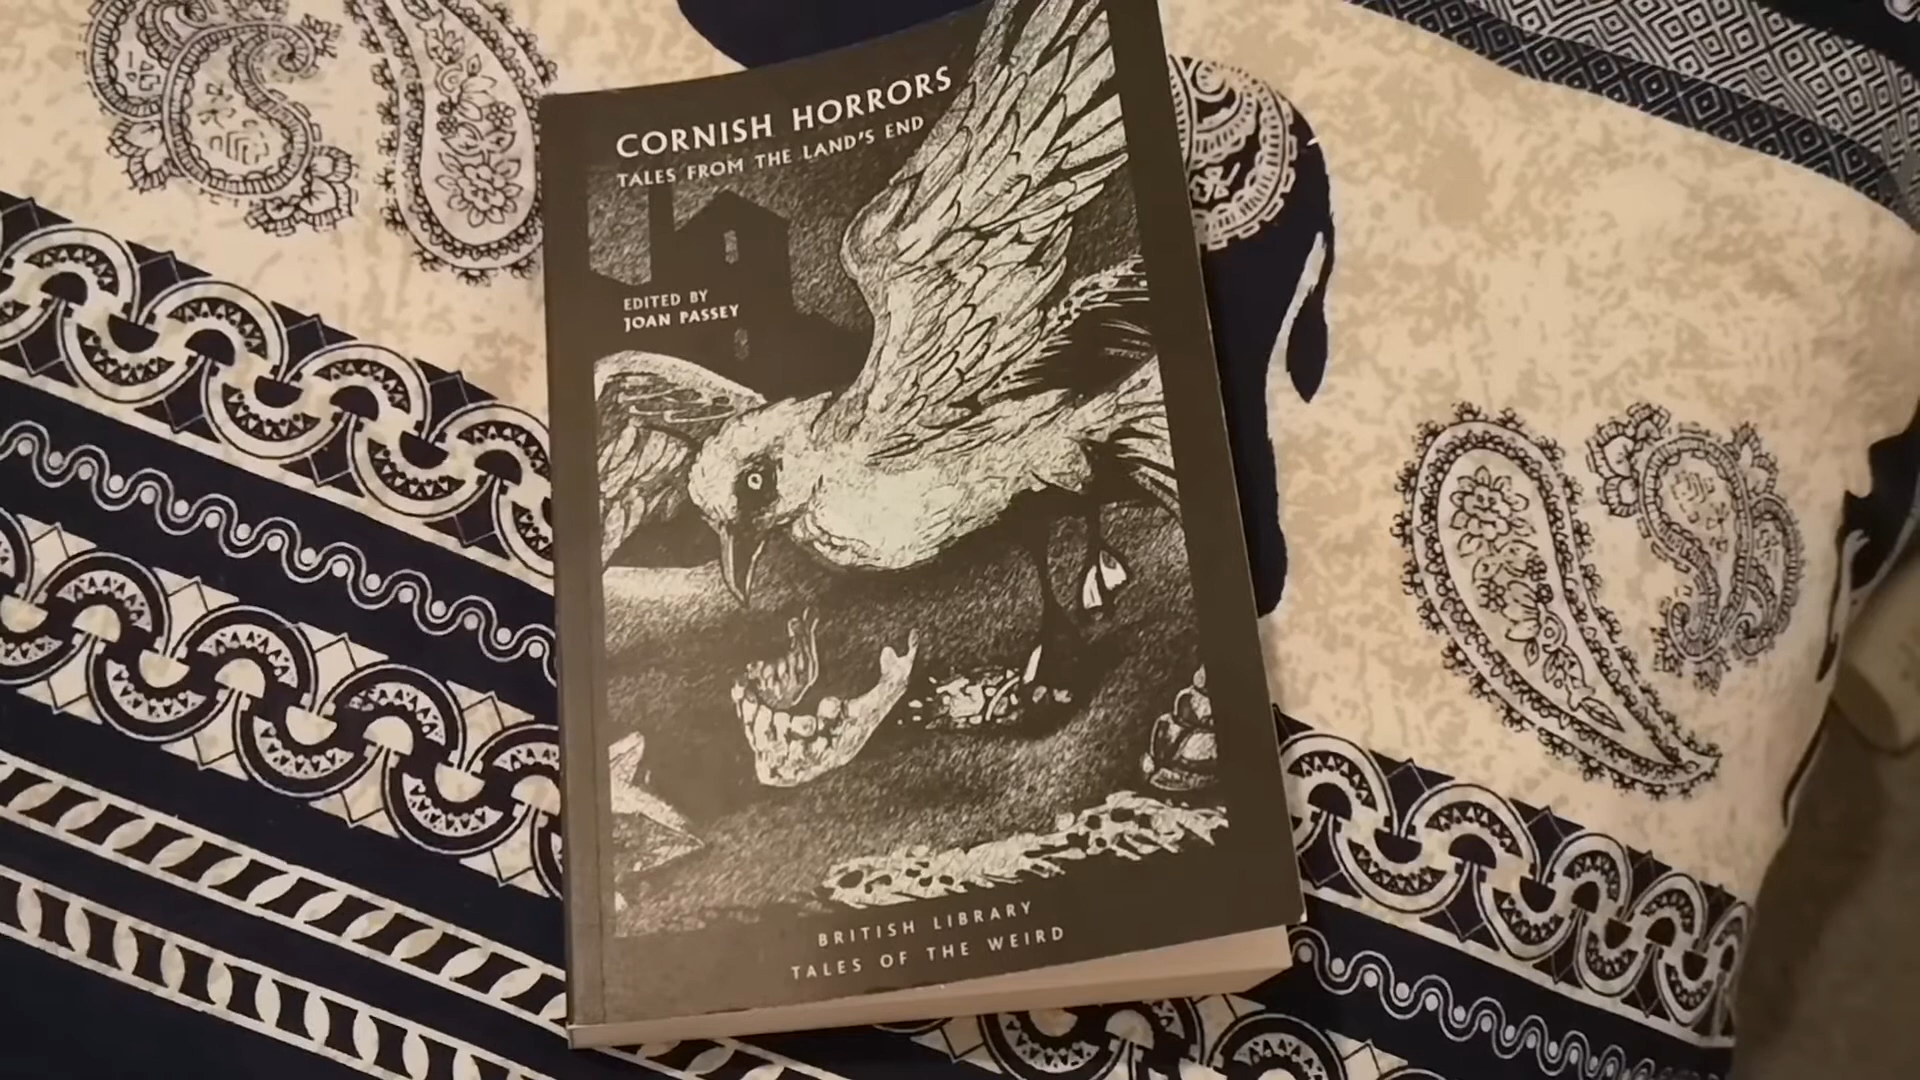 CORNISH HORRORS
TALES FROM THE LAND'S END
EDITED BY
JOAN PASSEY
BRITISH LIBRARY
TALES OF THE WEIRD